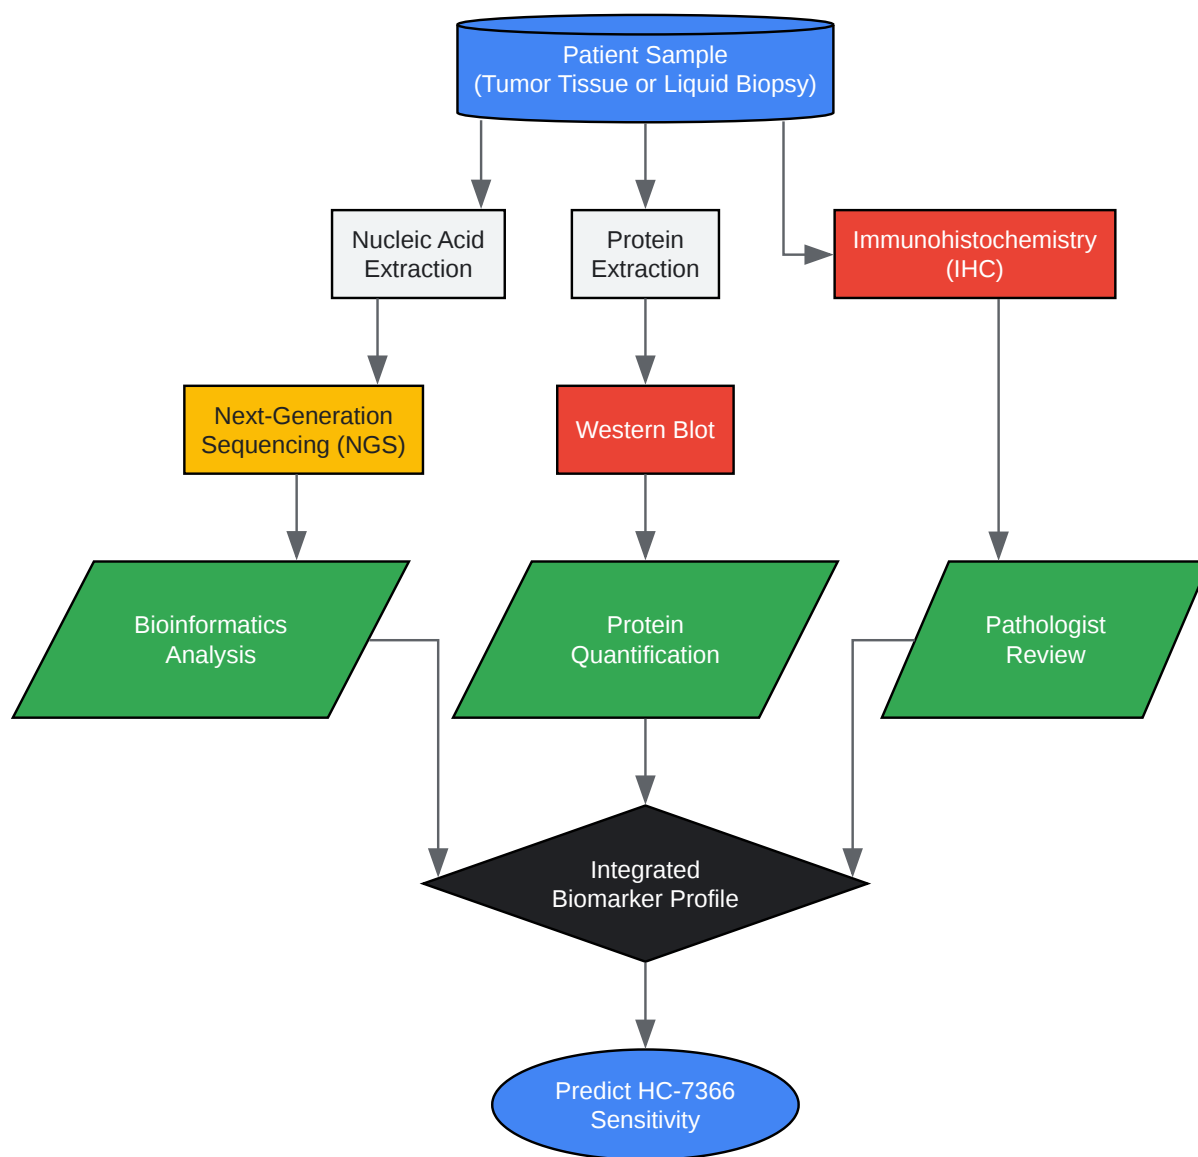 Patient Sample
(Tumor Tissue or Liquid Biopsy)
Nucleic Acid
Extraction
Protein
Extraction
Immunohistochemistry
(IHC)
Next-Generation
Sequencing (NGS)
Western Blot
Bioinformatics
Analysis
Protein
Quantification
Pathologist
Review
Integrated
Biomarker Profile
Predict HC-7366
Sensitivity